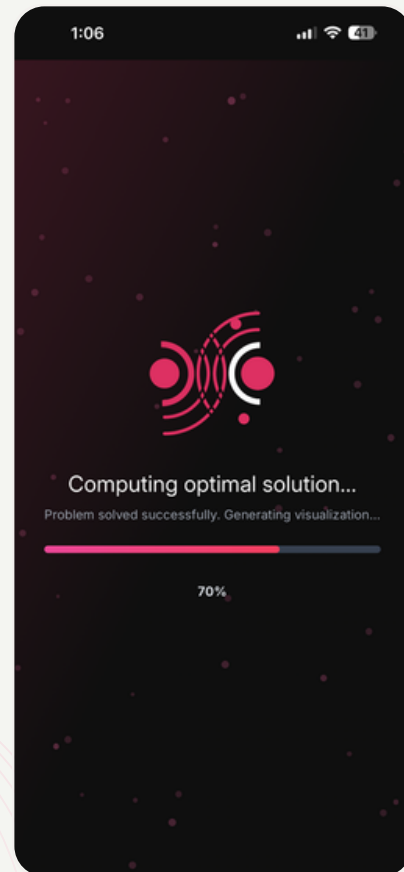 1:06
41
Computing optimal solution...
Problem solved successfully. Generating visualization...
70%